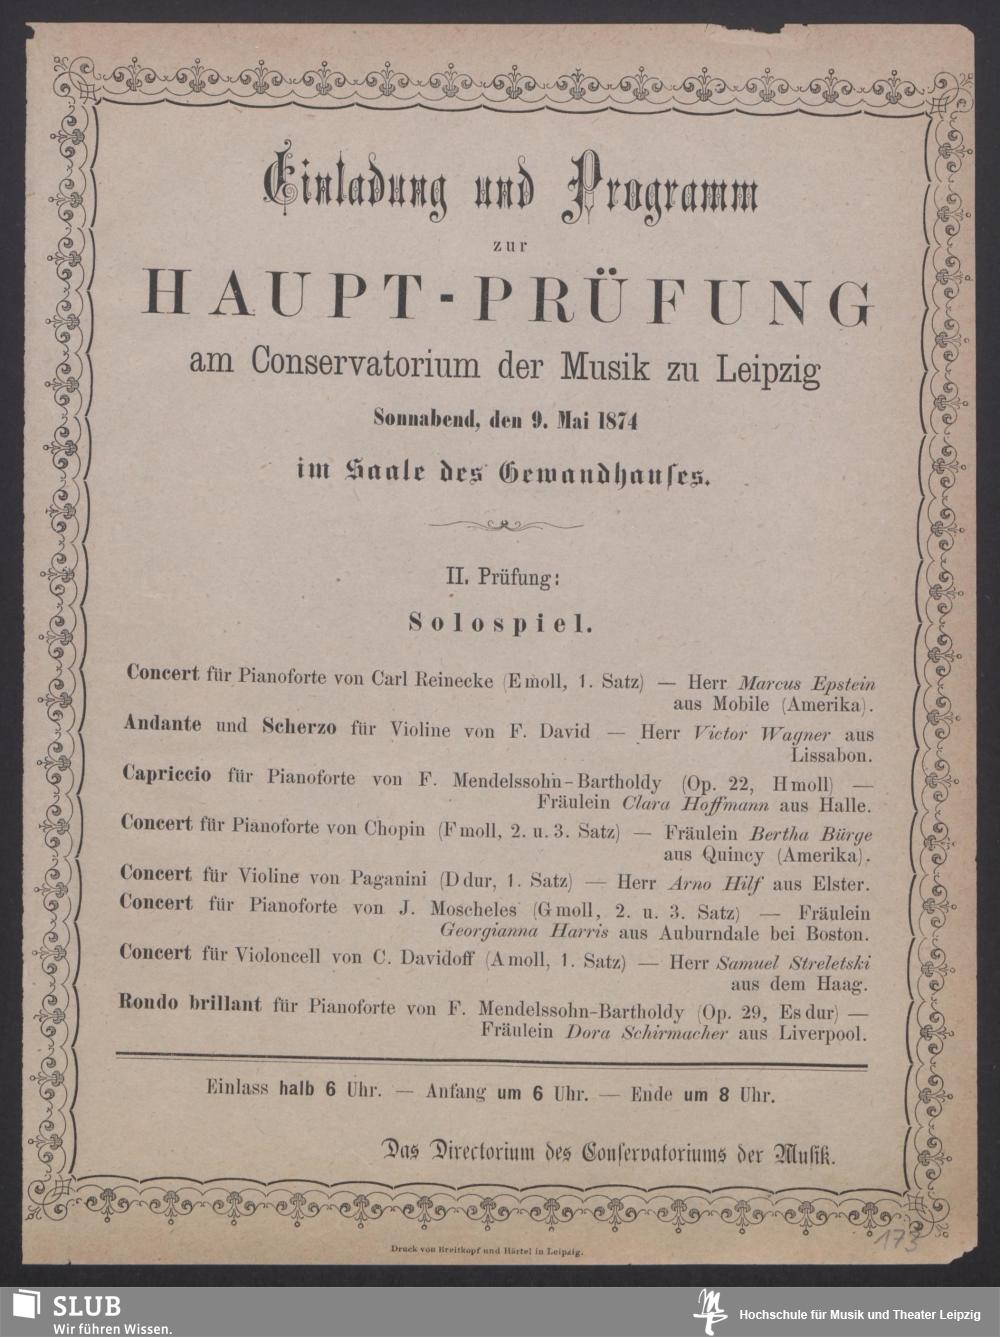 Einladung und Programm
zur
HAUPT-PRÜFUNG
am Conservatorium der Musik zu Leipzig
Sonnabend, den 9. Mai 1874
im Saale des Gewandhauses.
II. Prüfung:
Solospiel.
Concert für Pianoforte von Carl Reinecke (Emoll, 1. Satz) — Herr Marcus Epstein
aus Mobile (Amerika).
Andante und Scherzo für Violine von F. David — Herr Victor Wagner aus
Lissabon.
Capriccio für Pianoforte von F. Mendelssohn-Bartholdy (Op. 22, Hmoll) —
Fräulein Clara Hoffmann aus Halle.
Concert für Pianoforte von Chopin (Fmoll, 2. u. 3. Satz) — Fräulein Bertha Bürge
aus Quincy (Amerika).
Concert für Violine von Paganini (Ddur, 1. Satz) — Herr Arno Hilf aus Elster.
Concert für Pianoforte von J. Moscheles (Gmoll, 2. u. 3. Satz) — Fräulein
Georgianna Harris aus Auburndale bei Boston.
Concert für Violoncell von C. Davidoff (Amoll, 1. Satz) — Herr Samuel Streletski
aus dem Haag.
Rondo brillant für Pianoforte von F. Mendelssohn-Bartholdy (Op. 29, Esdur) —
Fräulein Dora Schirmacher aus Liverpool.
Einlass halb 6 Uhr. — Anfang um 6 Uhr. — Ende um 8 Uhr.
Das Directorium des Conservatoriums der Musik.
173
Druck von Breitkopf und Härtel in Leipzig.
SLUB
Wir führen Wissen.
Hochschule für Musik und Theater Leipzig